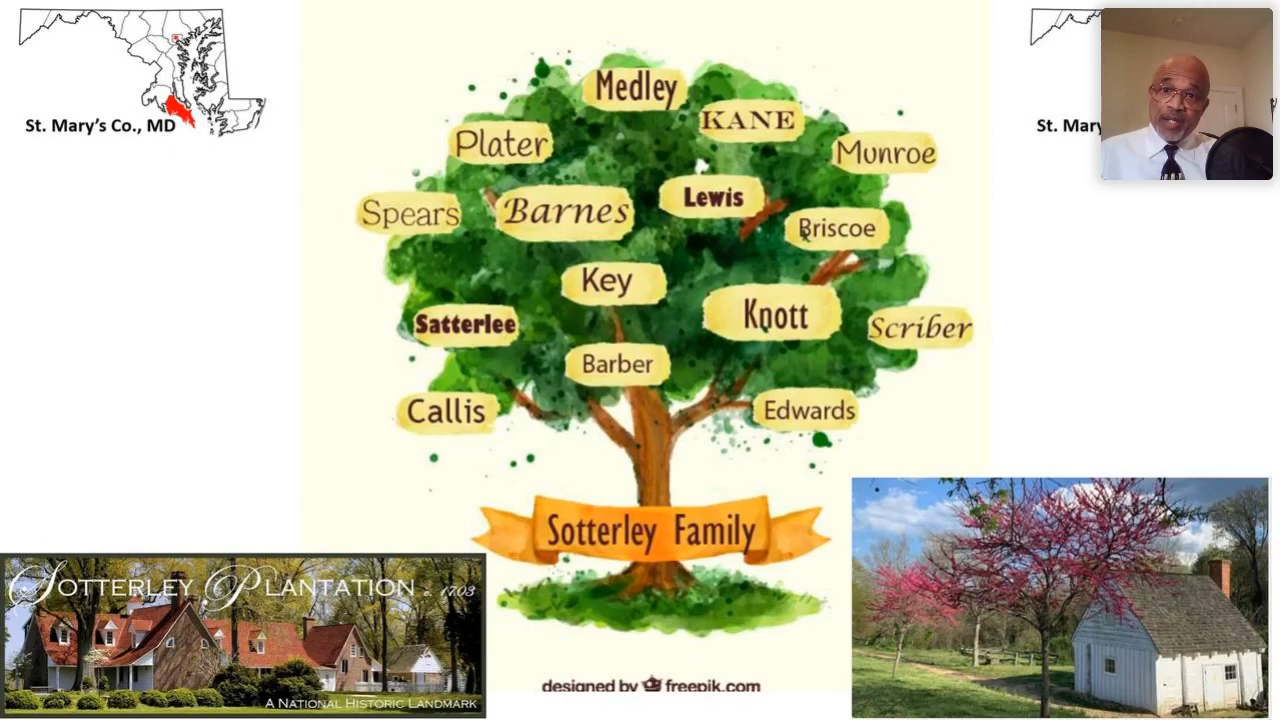 St. Mary's Co., MD
St. Mary
Medley
KANE
Plater
Munroe
Spears
Barnes
Lewis
Briscoe
Key
Knott
Satterlee
Scriber
Barber
Callis
Edwards
Sotterley Family
SOTTERLEY PLANTATION c. 1703
A NATIONAL HISTORIC LANDMARK
designed by freepik.com